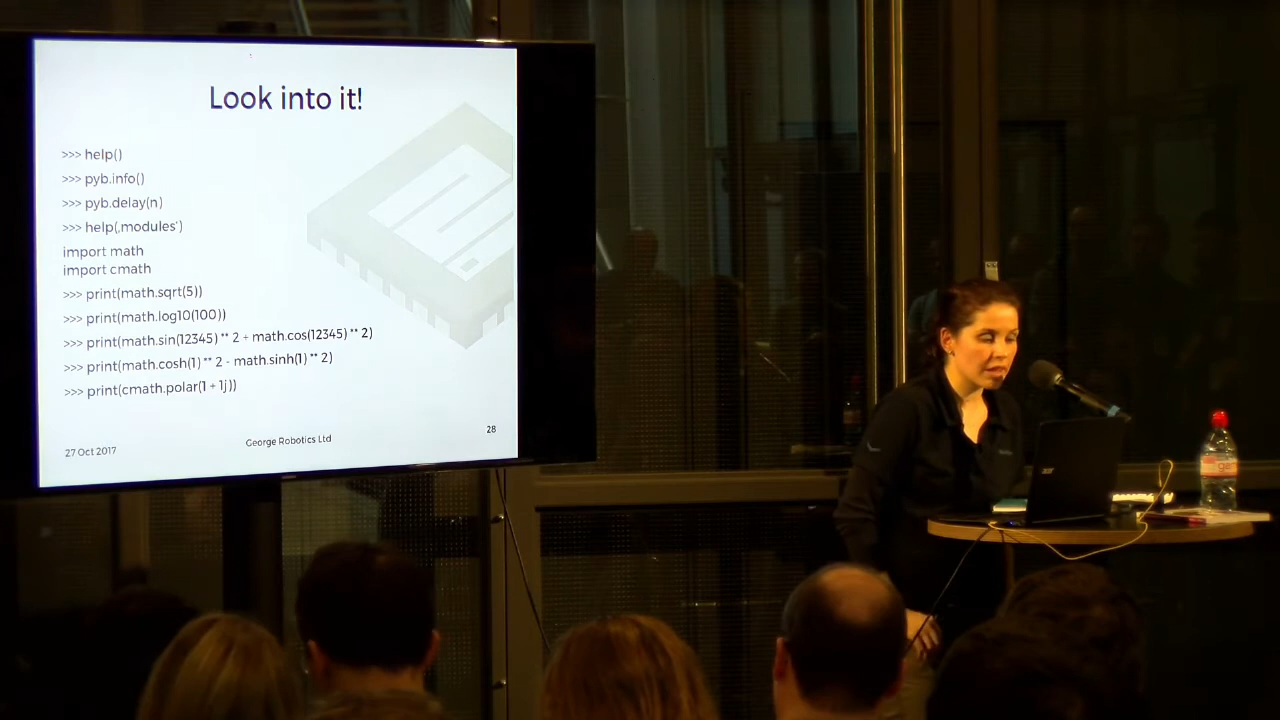 Look into it!
>>> help()
>>> pyb.info()
>>> pyb.delay(n)
>>> help(‚modules')
import math
import cmath
>>> print(math.sqrt(5))
>>> print(math.log10(100))
>>> print(math.sin(12345) ** 2 + math.cos(12345) ** 2)
>>> print(math.cosh(1) ** 2 - math.sinh(1) ** 2)
>>> print(cmath.polar(1 + 1j))
27 Oct 2017
George Robotics Ltd
28
acer